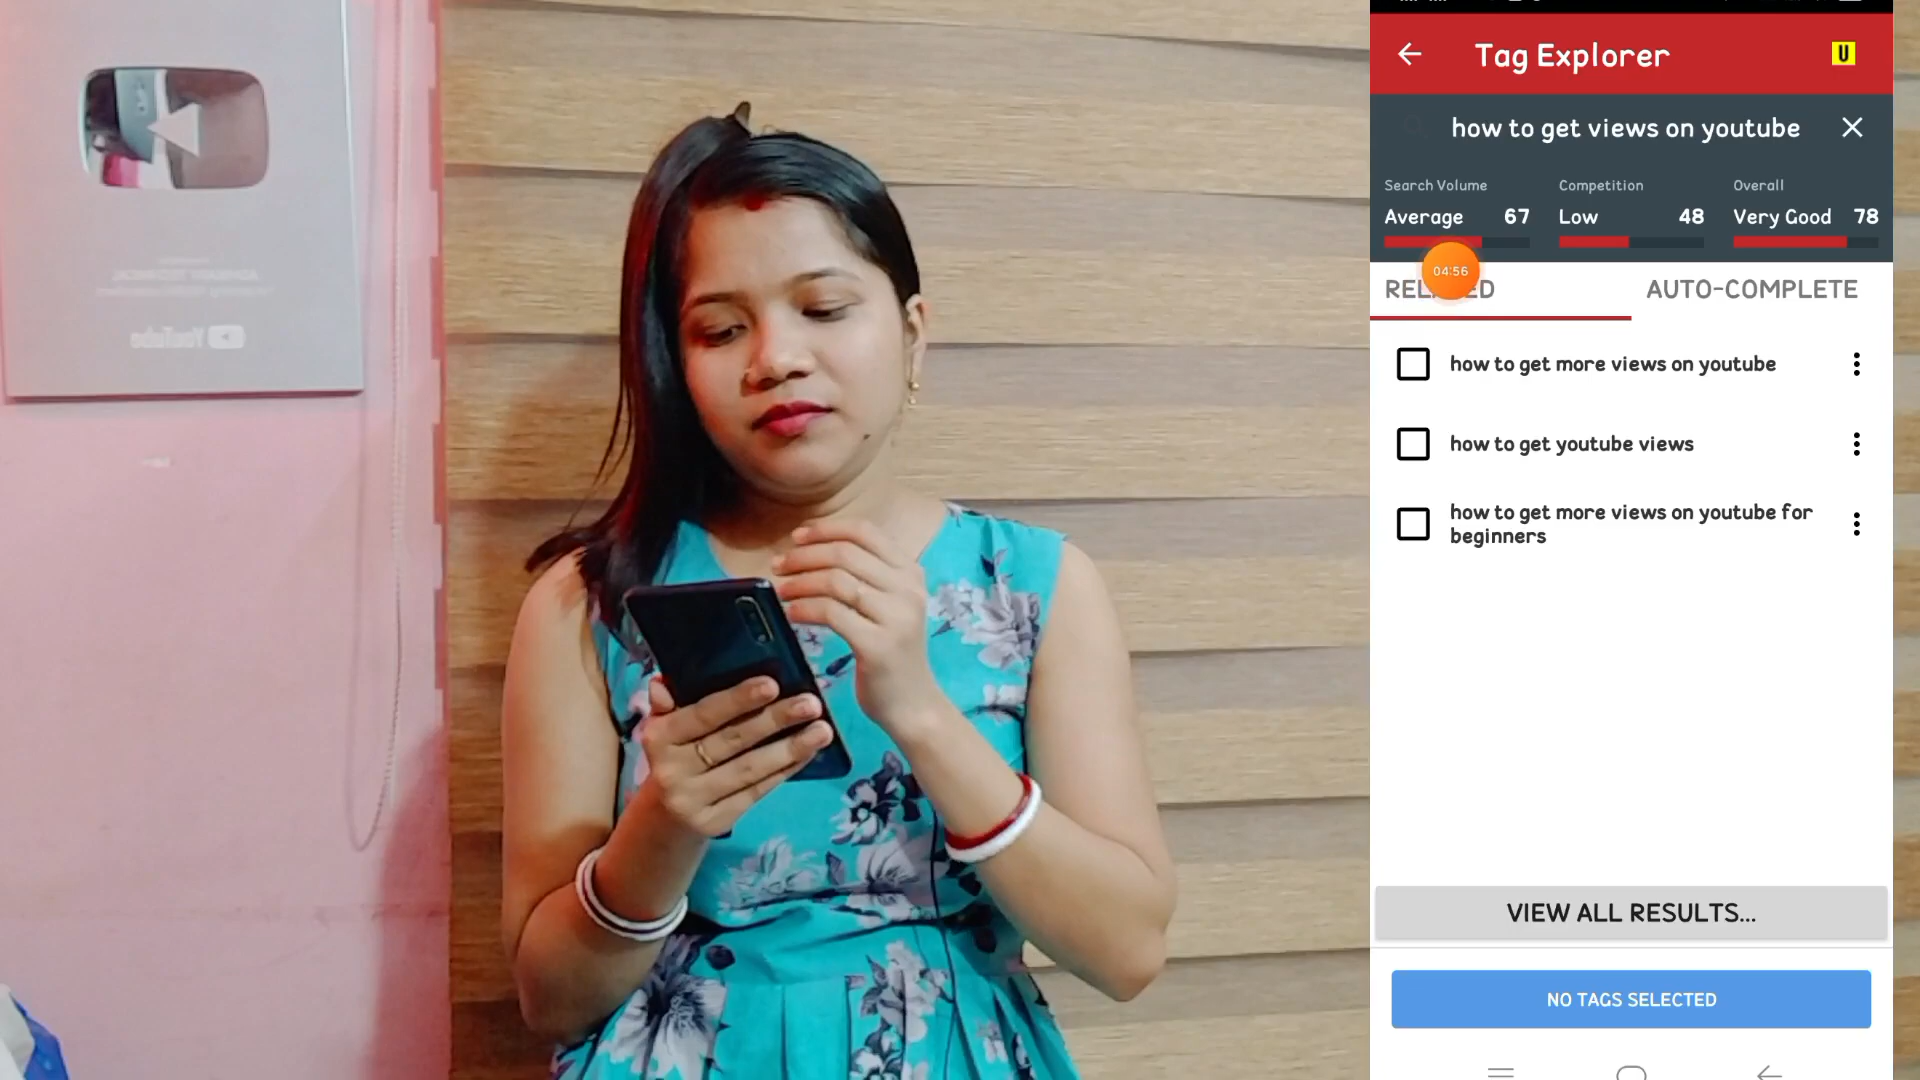 Tag Explorer
U
how to get views on youtube
Search Volume
Competition
Overall
Average 67
Low 48
Very Good 78
04:56
AUTO-COMPLETE
how to get more views on youtube
how to get youtube views
how to get more views on youtube for
beginners
VIEW ALL RESULTS...
NO TAGS SELECTED
YouTube